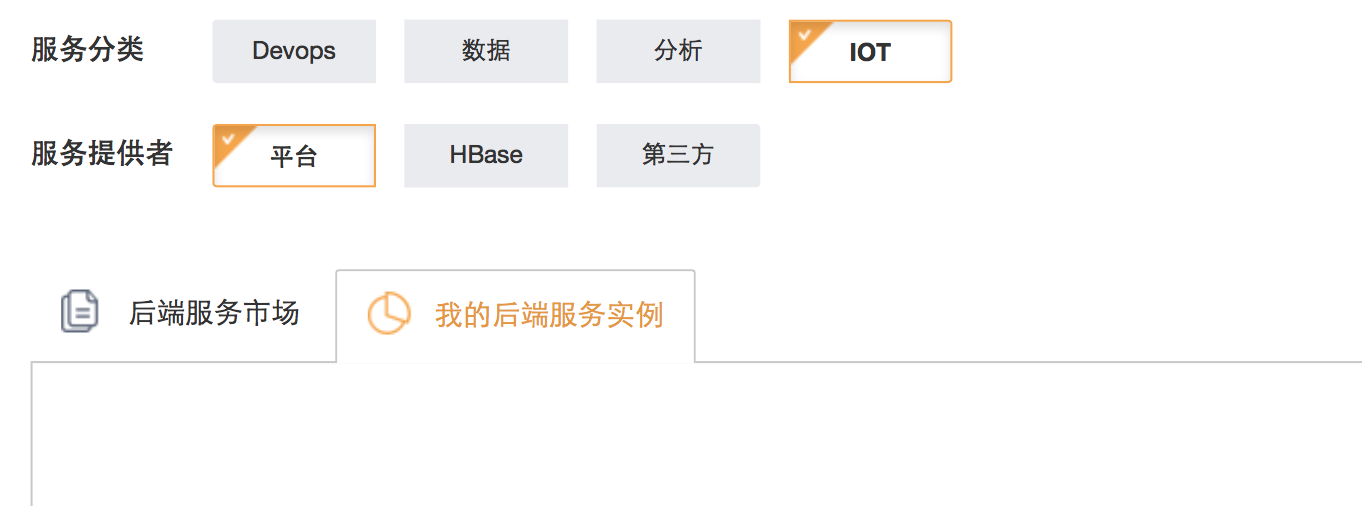 服务分类 Devops 数据 分析 IOT
服务提供者 平台 HBase 第三方
后端服务市场 我的后端服务实例